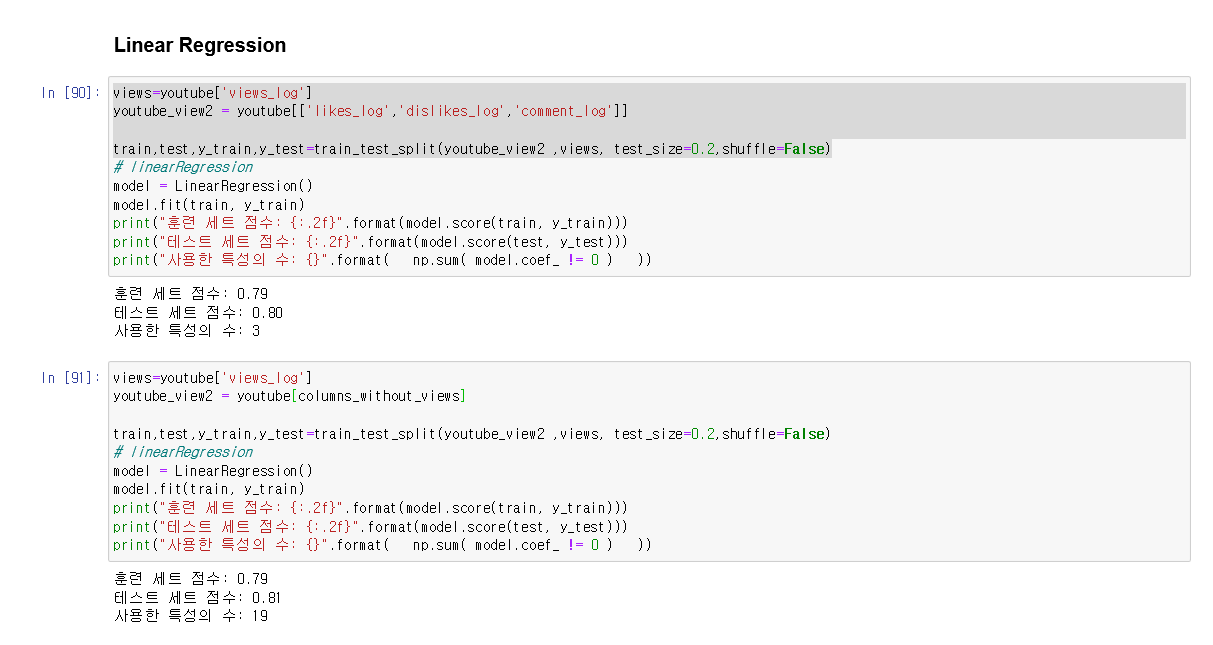 Linear Regression
In [90]:
views=youtube['views_log']
youtube_view2 = youtube[['likes_log','dislikes_log','comment_log']]
train,test,y_train,y_test=train_test_split(youtube_view2 ,views, test_size=0.2,shuffle=False)
# linearRegression
model = LinearRegression()
model.fit(train, y_train)
print("훈련 세트 점수: {:.2f}".format(model.score(train, y_train)))
print("테스트 세트 점수: {:.2f}".format(model.score(test, y_test)))
print("사용한 특성의 수: {}".format(   np.sum( model.coef_ != 0 )   ))
훈련 세트 점수: 0.79
테스트 세트 점수: 0.80
사용한 특성의 수: 3
In [91]:
views=youtube['views_log']
youtube_view2 = youtube[columns_without_views]
train,test,y_train,y_test=train_test_split(youtube_view2 ,views, test_size=0.2,shuffle=False)
# linearRegression
model = LinearRegression()
model.fit(train, y_train)
print("훈련 세트 점수: {:.2f}".format(model.score(train, y_train)))
print("테스트 세트 점수: {:.2f}".format(model.score(test, y_test)))
print("사용한 특성의 수: {}".format(   np.sum( model.coef_ != 0 )   ))
훈련 세트 점수: 0.79
테스트 세트 점수: 0.81
사용한 특성의 수: 19